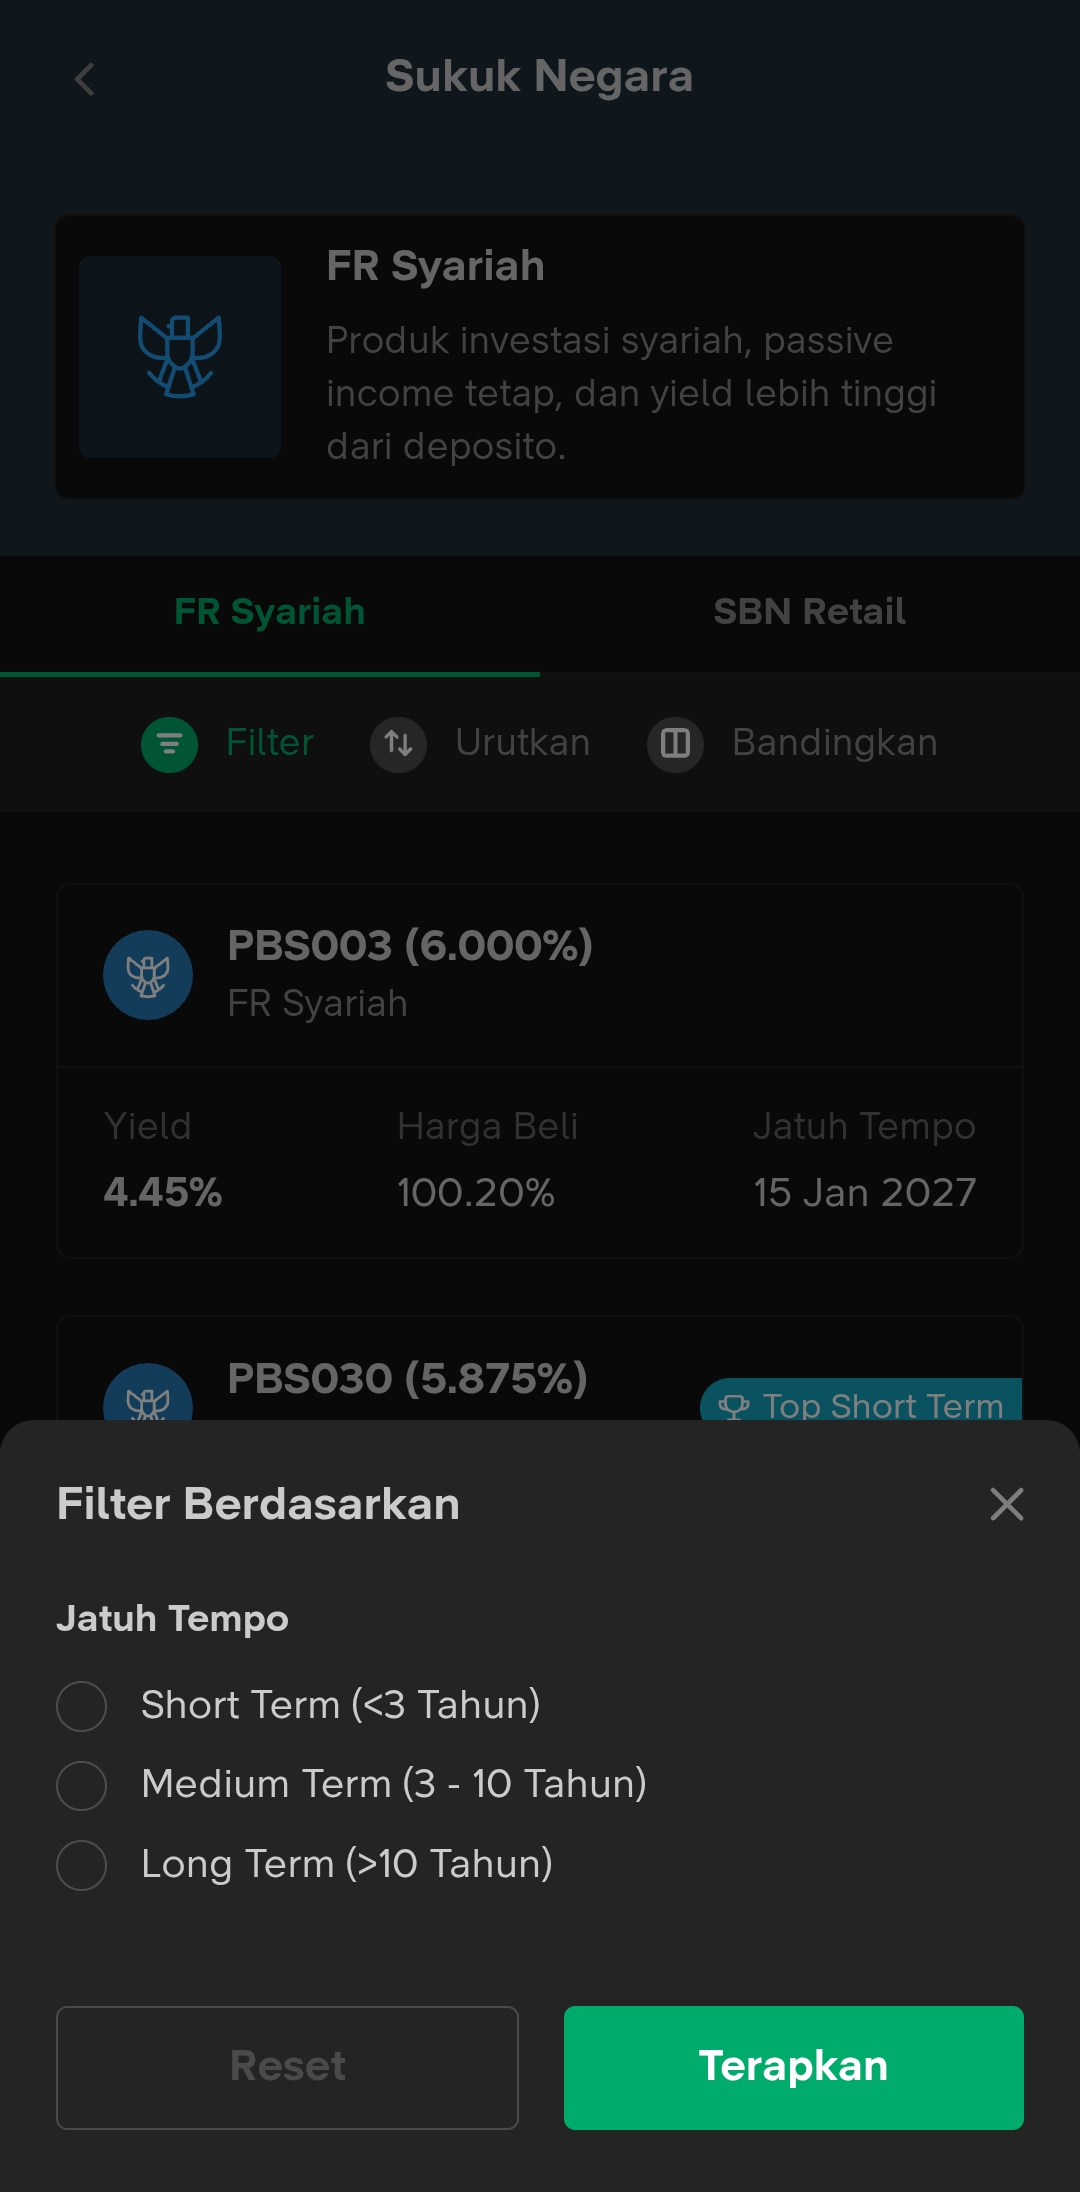 Sukuk Negara
FR Syariah
Produk investasi syariah, passive
income tetap, dan yield lebih tinggi
dari deposito.
FR Syariah
SBN Retail
Filter
Urutkan
Bandingkan
PBS003 (6.000%)
FR Syariah
Yield
Harga Beli
Jatuh Tempo
4.45%
100.20%
15 Jan 2027
PBS030 (5.875%)
Top Short Term
Filter Berdasarkan
Jatuh Tempo
Short Term (<3 Tahun)
Medium Term (3 - 10 Tahun)
Long Term (>10 Tahun)
Reset
Terapkan